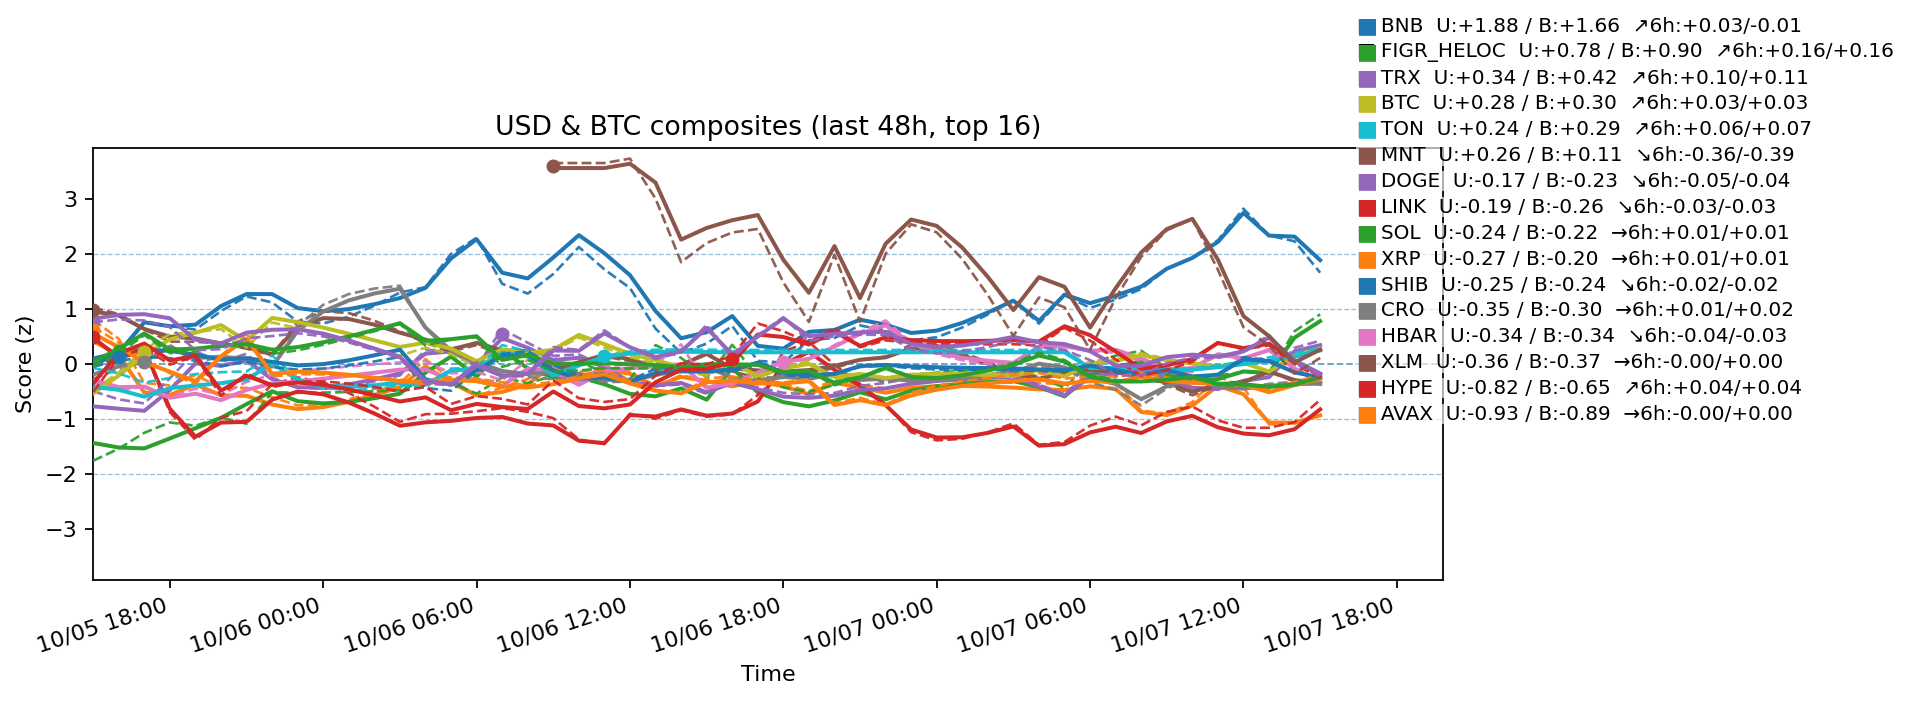 BNB U:+1.88 / B:+1.66 ↗6h:+0.03/-0.01
FIGR_HELOC U:+0.78 / B:+0.90 ↗6h:+0.16/+0.16
TRX U:+0.34 / B:+0.42 ↗6h:+0.10/+0.11
BTC U:+0.28 / B:+0.30 ↗6h:+0.03/+0.03
TON U:+0.24 / B:+0.29 ↗6h:+0.06/+0.07
MNT U:+0.26 / B:+0.11 ↘6h:-0.36/-0.39
DOGE U:-0.17 / B:-0.23 ↘6h:-0.05/-0.04
LINK U:-0.19 / B:-0.26 ↘6h:-0.03/-0.03
SOL U:-0.24 / B:-0.22 →6h:+0.01/+0.01
XRP U:-0.27 / B:-0.20 →6h:+0.01/+0.01
SHIB U:-0.25 / B:-0.24 ↘6h:-0.02/-0.02
CRO U:-0.35 / B:-0.30 →6h:+0.01/+0.02
HBAR U:-0.34 / B:-0.34 ↘6h:-0.04/-0.03
XLM U:-0.36 / B:-0.37 →6h:-0.00/+0.00
HYPE U:-0.82 / B:-0.65 ↗6h:+0.04/+0.04
AVAX U:-0.93 / B:-0.89 →6h:-0.00/+0.00
USD & BTC composites (last 48h, top 16)
Score (z)
3
2
1
0
−1
−2
−3
10/05 18:00
10/06 00:00
10/06 06:00
10/06 12:00
10/06 18:00
10/07 00:00
10/07 06:00
10/07 12:00
10/07 18:00
Time